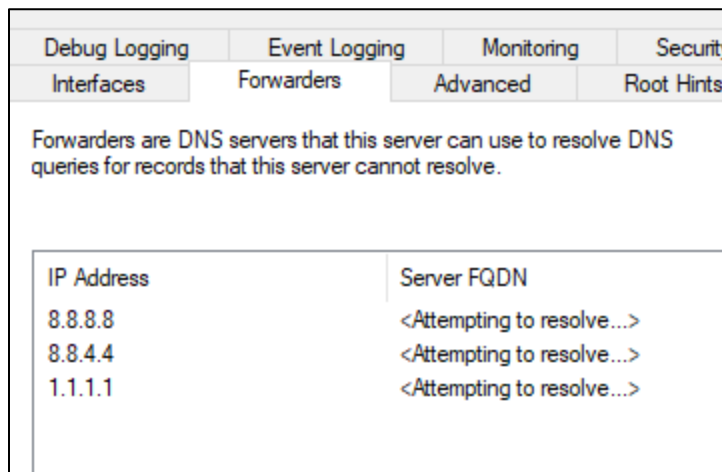 Debug Logging Event Logging Monitoring Security
Interfaces Forwarders Advanced Root Hints
Forwarders are DNS servers that this server can use to resolve DNS
queries for records that this server cannot resolve.
IP Address Server FQDN
8.8.8.8 <Attempting to resolve...>
8.8.4.4 <Attempting to resolve...>
1.1.1.1 <Attempting to resolve...>